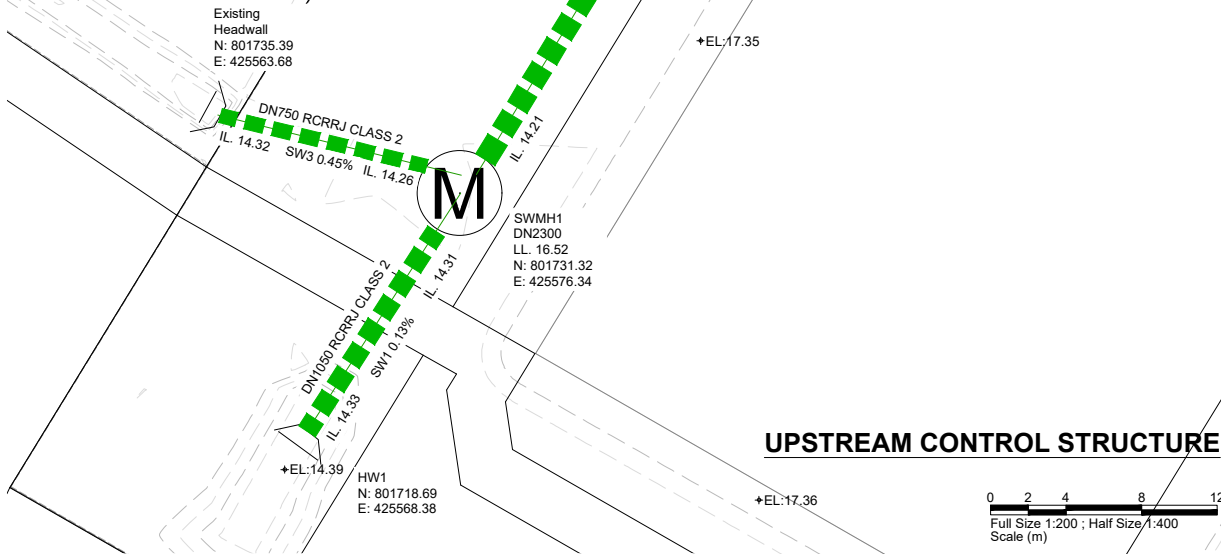 Existing
Headwall
N: 801735.39
E: 425563.68
EL:17.35
DN750 RCRRJ CLASS 2
IL. 14.32
SW3 0.45%
IL. 14.26
IL. 14.21
M
SWMH1
DN2300
LL. 16.52
N: 801731.32
E: 425576.34
DN1050 RCRRJ CLASS 2
IL. 14.31
SW1 0.13%
IL. 14.33
EL:14.39
HW1
N: 801718.69
E: 425568.38
UPSTREAM CONTROL STRUCTURE
EL:17.36
0 2 4 8 12
Full Size 1:200 ; Half Size 1:400
Scale (m)